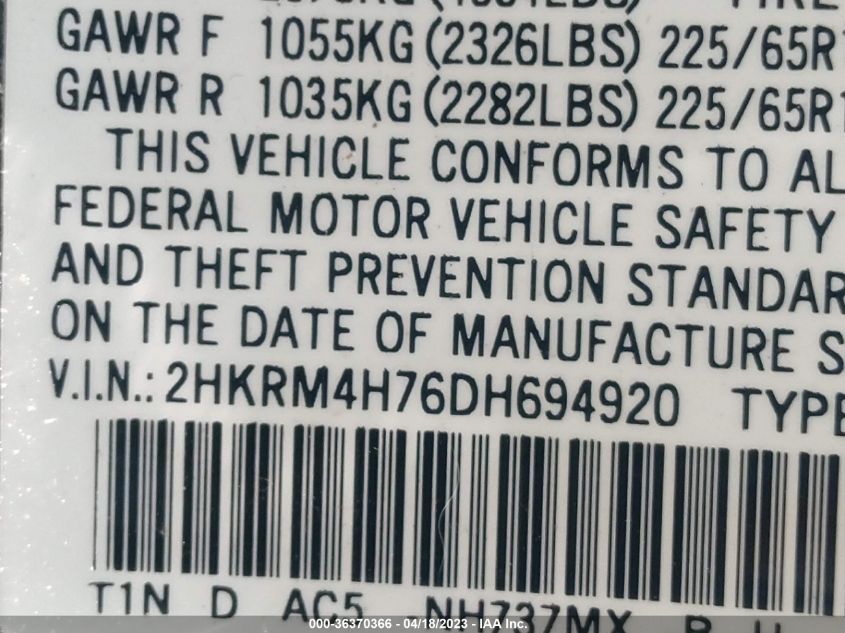 GAWR F 1055KG (2326LBS) 225/65R1
GAWR R 1035KG (2282LBS) 225/65R1
THIS VEHICLE CONFORMS TO AL
FEDERAL MOTOR VEHICLE SAFETY
AND THEFT PREVENTION STANDAR
ON THE DATE OF MANUFACTURE S
V.I.N.: 2HKRM4H76DH694920 TYPE
T1N D AC5 NH737MX B U
000-36370366 - 04/18/2023 - IAA Inc.